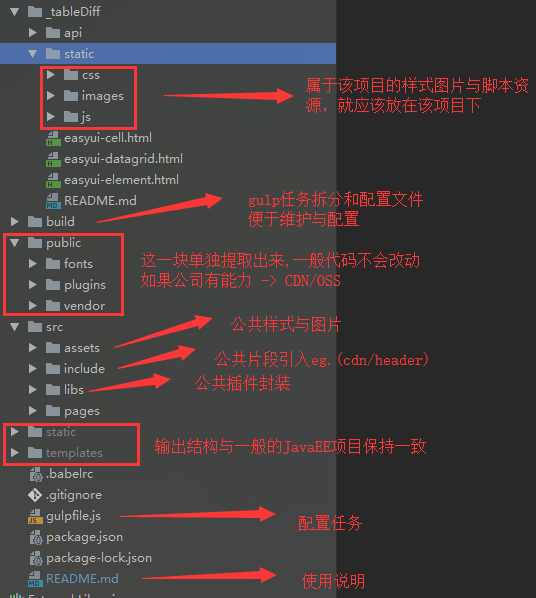 _tableDiff
api
static
css
images
js
属于该项目的样式图片与脚本资
源，就应该放在该项目下
easyui-cell.html
easyui-datagrid.html
easyui-element.html
README.md
build
gulp任务拆分和配置文件
便于维护与配置
public
fonts
plugins
vendor
这一块单独提取出来,一般代码不会改动
如果公司有能力 -> CDN/OSS
src
assets
公共样式与图片
include
公共片段引入eg.(cdn/header)
libs
公共插件封装
pages
static
templates
输出结构与一般的JavaEE项目保持一致
.babelrc
.gitignore
gulpfile.js
配置任务
package.json
package-lock.json
README.md
使用说明